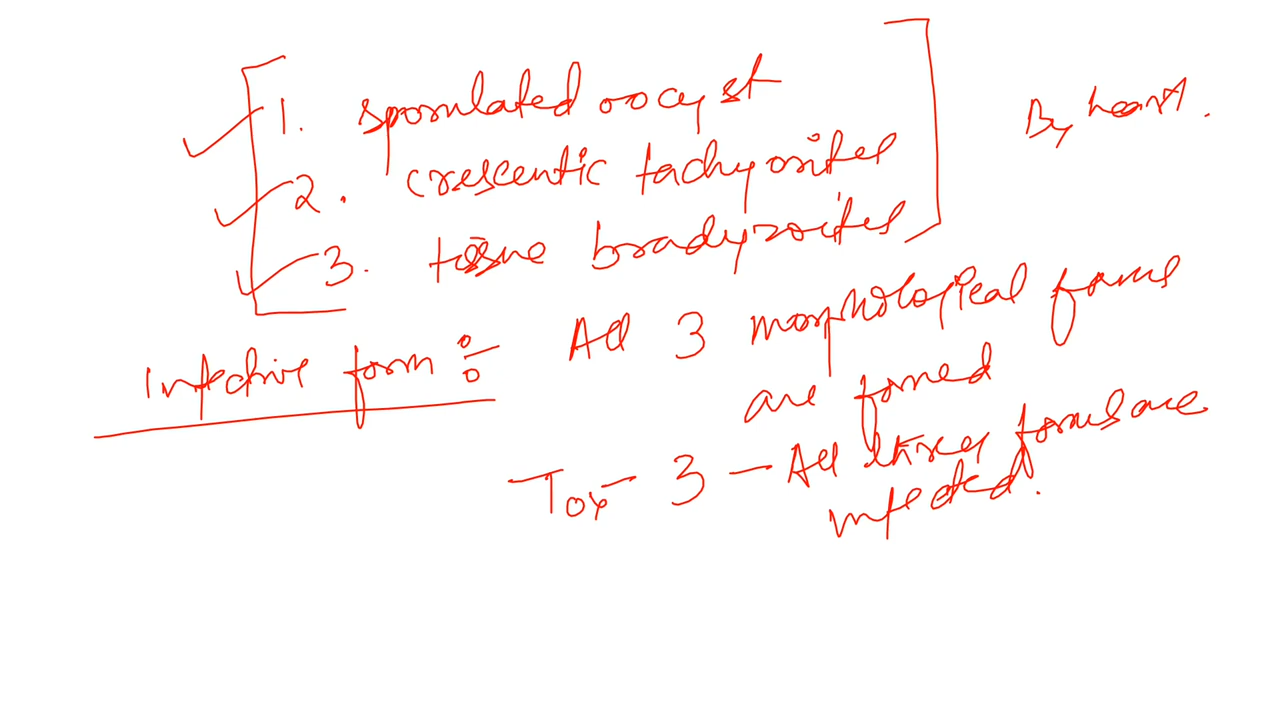 1. sporulated oocyst
By heart.
2. crescentic tachyzoites
3. tissue bradyzoites
Infective form : All 3 morphological forms
are formed
Tox 3 - All three forms are
infected.